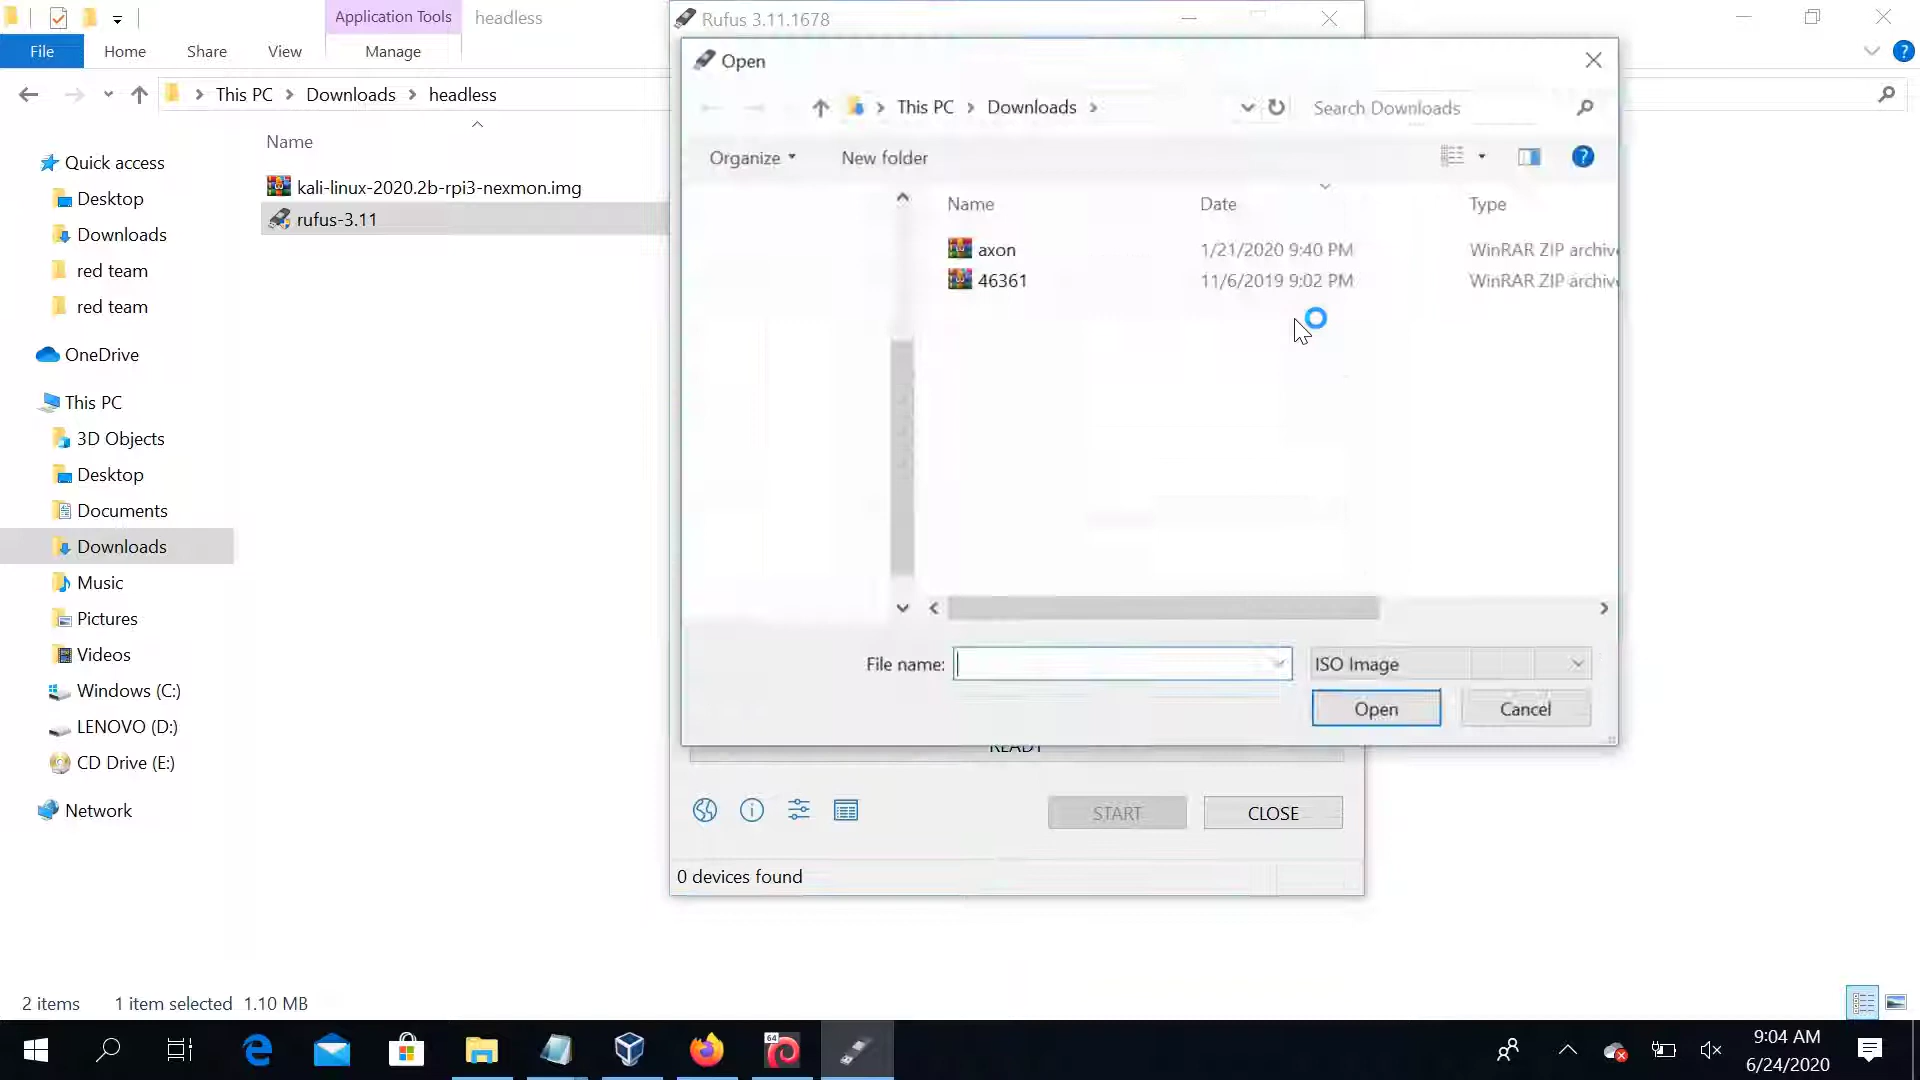 Application Tools
headless
File
Home
Share
View
Manage
This PC
Downloads
headless
Name
Quick access
Desktop
Downloads
red team
red team
OneDrive
This PC
3D Objects
Desktop
Documents
Downloads
Music
Pictures
Videos
Windows (C:)
LENOVO (D:)
CD Drive (E:)
Network
kali-linux-2020.2b-rpi3-nexmon.img
rufus-3.11
Rufus 3.11.1678
Open
This PC
Downloads
Search Downloads
Organize
New folder
Name Date Type
axon 1/21/2020 9:40 PM WinRAR ZIP archiv
46361 11/6/2019 9:02 PM WinRAR ZIP archiv
File name:
ISO Image
Open
Cancel
READY
START
CLOSE
0 devices found
2 items 1 item selected 1.10 MB
64
9:04 AM
6/24/2020